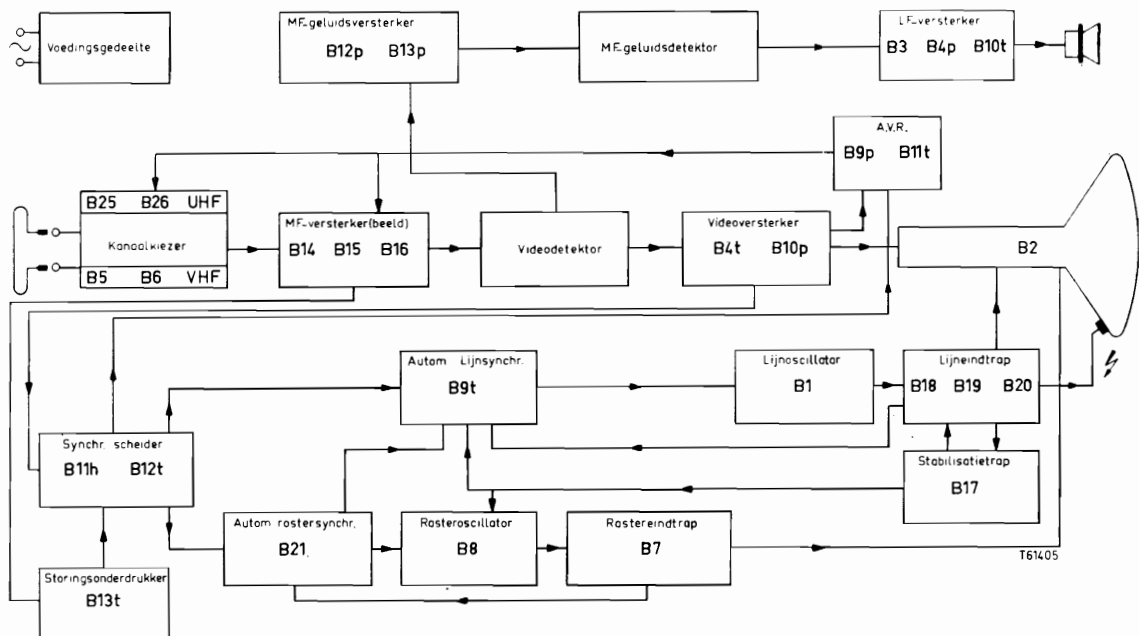 Voedingsgedeelte
MF-geluidsversterker
B12p B13p
MF-geluidsdetektor
LF-versterker
B3 B4p B10t
A.V.R.
B9p B11t
B25 B26 UHF
Kanaalkiezer
B5 B6 VHF
MF-versterker(beeld)
B14 B15 B16
Videodetektor
Videoversterker
B4t B10p
B2
Autom Lijnsynchr.
B9t
Lijnoscillator
B1
Lijneindtrap
B18 B19 B20
Synchr. scheider
B11h B12t
Stabilisatietrap
B17
Autom rastersynchr.
B21.
Rasteroscillator
B8
Rastereindtrap
B7
T61405
Storingsonderdrukker
B13t